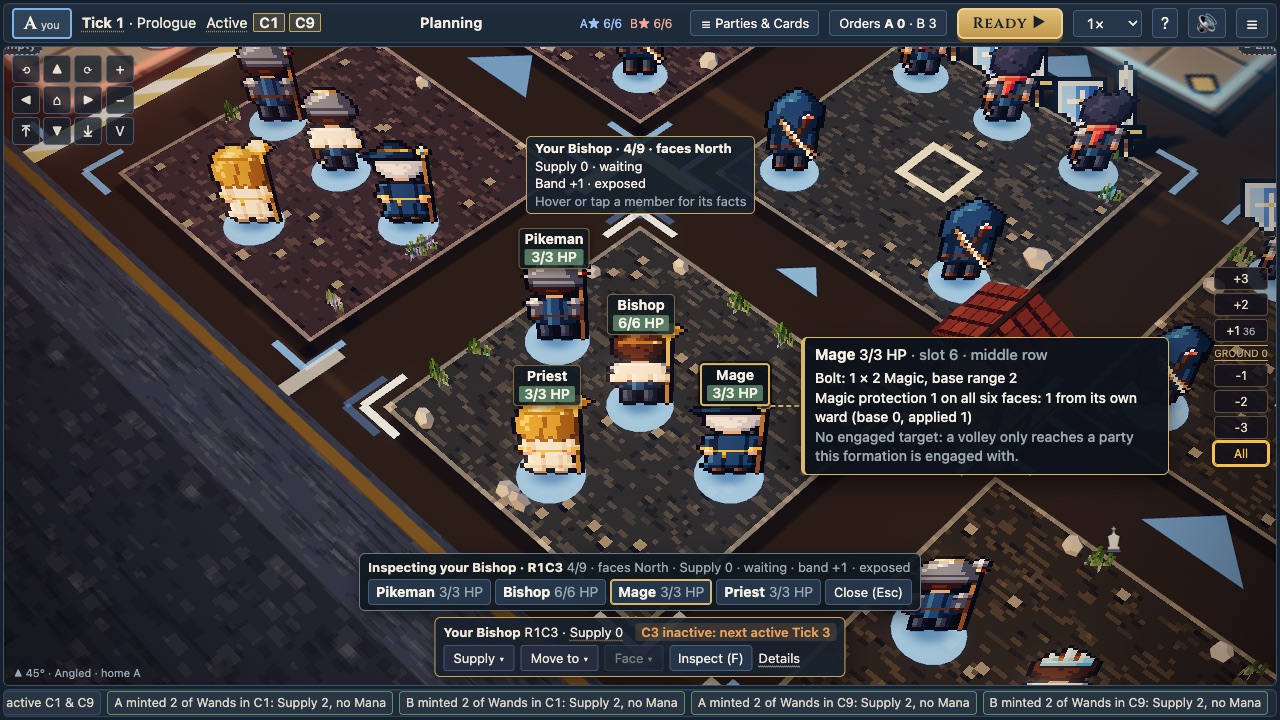 A you
Tick 1 · Prologue
Active C1 C9
Planning
A★ 6/6 B★ 6/6
≡ Parties & Cards
Orders A 0 · B 3
READY ▶
1×
?
≡
⟲ ▲ ⟳ +
◀ ⌂ ▶ −
⤒ ▼ ⤓ V
Your Bishop · 4/9 · faces North
Supply 0 · waiting
Band +1 · exposed
Hover or tap a member for its facts
Pikeman
3/3 HP
Bishop
6/6 HP
Priest
3/3 HP
Mage
3/3 HP
Mage 3/3 HP · slot 6 · middle row
Bolt: 1 × 2 Magic, base range 2
Magic protection 1 on all six faces: 1 from its own
ward (base 0, applied 1)
No engaged target: a volley only reaches a party
this formation is engaged with.
+3
+2
+1 36
GROUND 0
-1
-2
-3
All
Inspecting your Bishop · R1C3 4/9 · faces North · Supply 0 · waiting · band +1 · exposed
Pikeman 3/3 HP
Bishop 6/6 HP
Mage 3/3 HP
Priest 3/3 HP
Close (Esc)
Your Bishop R1C3 · Supply 0 C3 inactive: next active Tick 3
Supply ▾
Move to ▾
Face ▾
Inspect (F)
Details
▲ 45° · Angled · home A
active C1 & C9
A minted 2 of Wands in C1: Supply 2, no Mana
B minted 2 of Wands in C1: Supply 2, no Mana
A minted 2 of Wands in C9: Supply 2, no Mana
B minted 2 of Wands in C9: Supply 2, no Mana